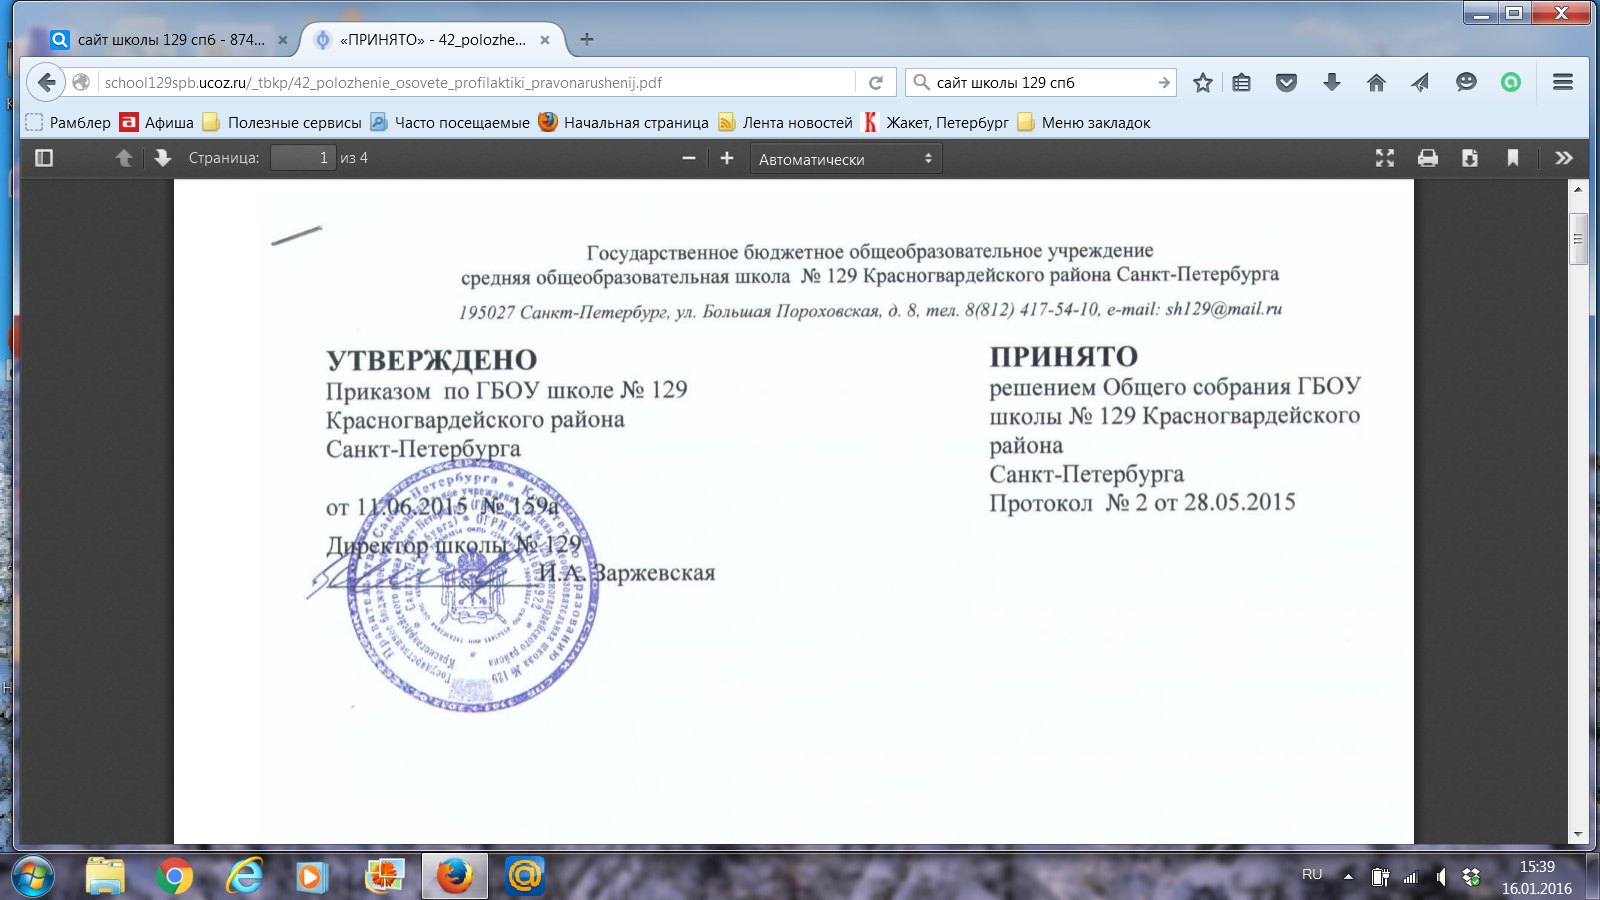 сайт школы 129 спб - 874...
«ПРИНЯТО» - 42_polozhe...
school129spb.ucoz.ru/_tbkp/42_polozhenie_osovete_profilaktiki_pravonarushenij.pdf
сайт школы 129 спб
Рамблер Афиша Полезные сервисы Часто посещаемые Начальная страница Лента новостей Жакет, Петербург Меню закладок
Страница: 1 из 4 Автоматически
Государственное бюджетное общеобразовательное учреждение
средняя общеобразовательная школа № 129 Красногвардейского района Санкт-Петербурга
195027 Санкт-Петербург, ул. Большая Пороховская, д. 8, тел. 8(812) 417-54-10, e-mail: sh129@mail.ru
УТВЕРЖДЕНО
Приказом по ГБОУ школе № 129
Красногвардейского района
Санкт-Петербурга
от 11.06.2015 № 159а
Директор школы № 129
И.А. Заржевская
ПРИНЯТО
решением Общего собрания ГБОУ
школы № 129 Красногвардейского
района
Санкт-Петербурга
Протокол № 2 от 28.05.2015
RU
15:39
16.01.2016